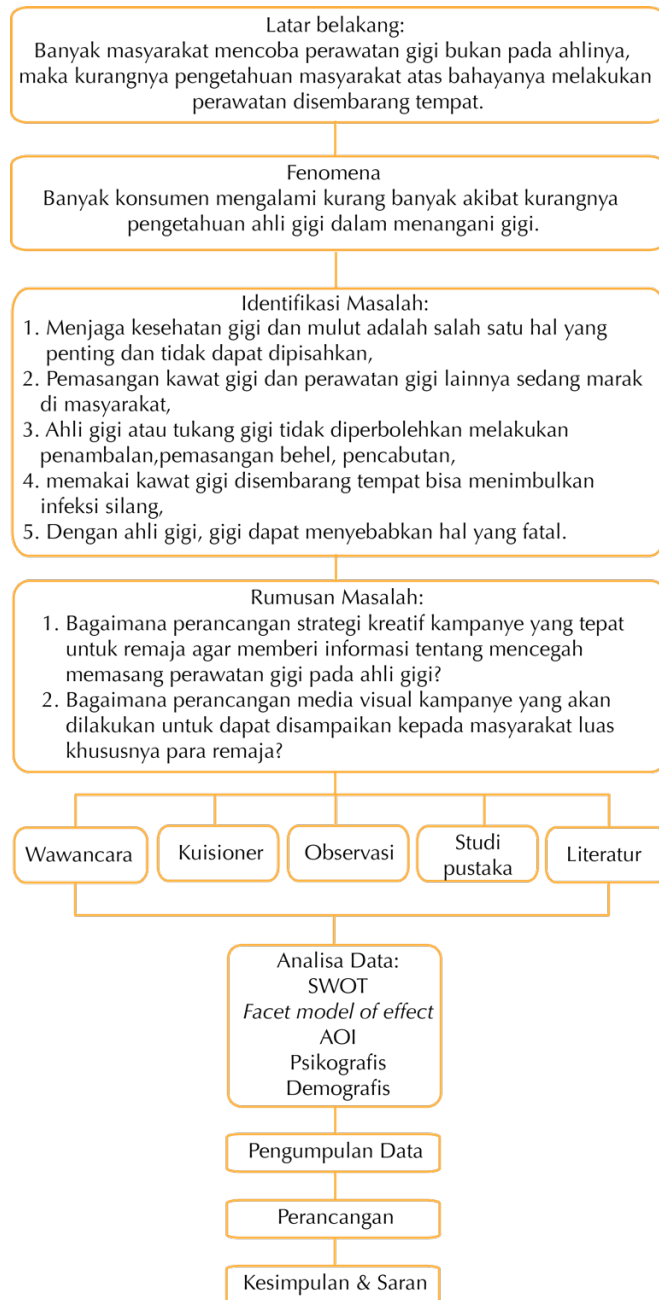 Latar belakang:
Banyak masyarakat mencoba perawatan gigi bukan pada ahlinya,
maka kurangnya pengetahuan masyarakat atas bahayanya melakukan
perawatan disembarang tempat.
Fenomena
Banyak konsumen mengalami kurang banyak akibat kurangnya
pengetahuan ahli gigi dalam menangani gigi.
Identifikasi Masalah:
1. Menjaga kesehatan gigi dan mulut adalah salah satu hal yang
penting dan tidak dapat dipisahkan,
2. Pemasangan kawat gigi dan perawatan gigi lainnya sedang marak
di masyarakat,
3. Ahli gigi atau tukang gigi tidak diperbolehkan melakukan
penambalan,pemasangan behel, pencabutan,
4. memakai kawat gigi disembarang tempat bisa menimbulkan
infeksi silang,
5. Dengan ahli gigi, gigi dapat menyebabkan hal yang fatal.
Rumusan Masalah:
1. Bagaimana perancangan strategi kreatif kampanye yang tepat
untuk remaja agar memberi informasi tentang mencegah
memasang perawatan gigi pada ahli gigi?
2. Bagaimana perancangan media visual kampanye yang akan
dilakukan untuk dapat disampaikan kepada masyarakat luas
khususnya para remaja?
Wawancara
Kuisioner
Observasi
Studi
pustaka
Literatur
Analisa Data:
SWOT
Facet model of effect
AOI
Psikografis
Demografis
Pengumpulan Data
Perancangan
Kesimpulan & Saran